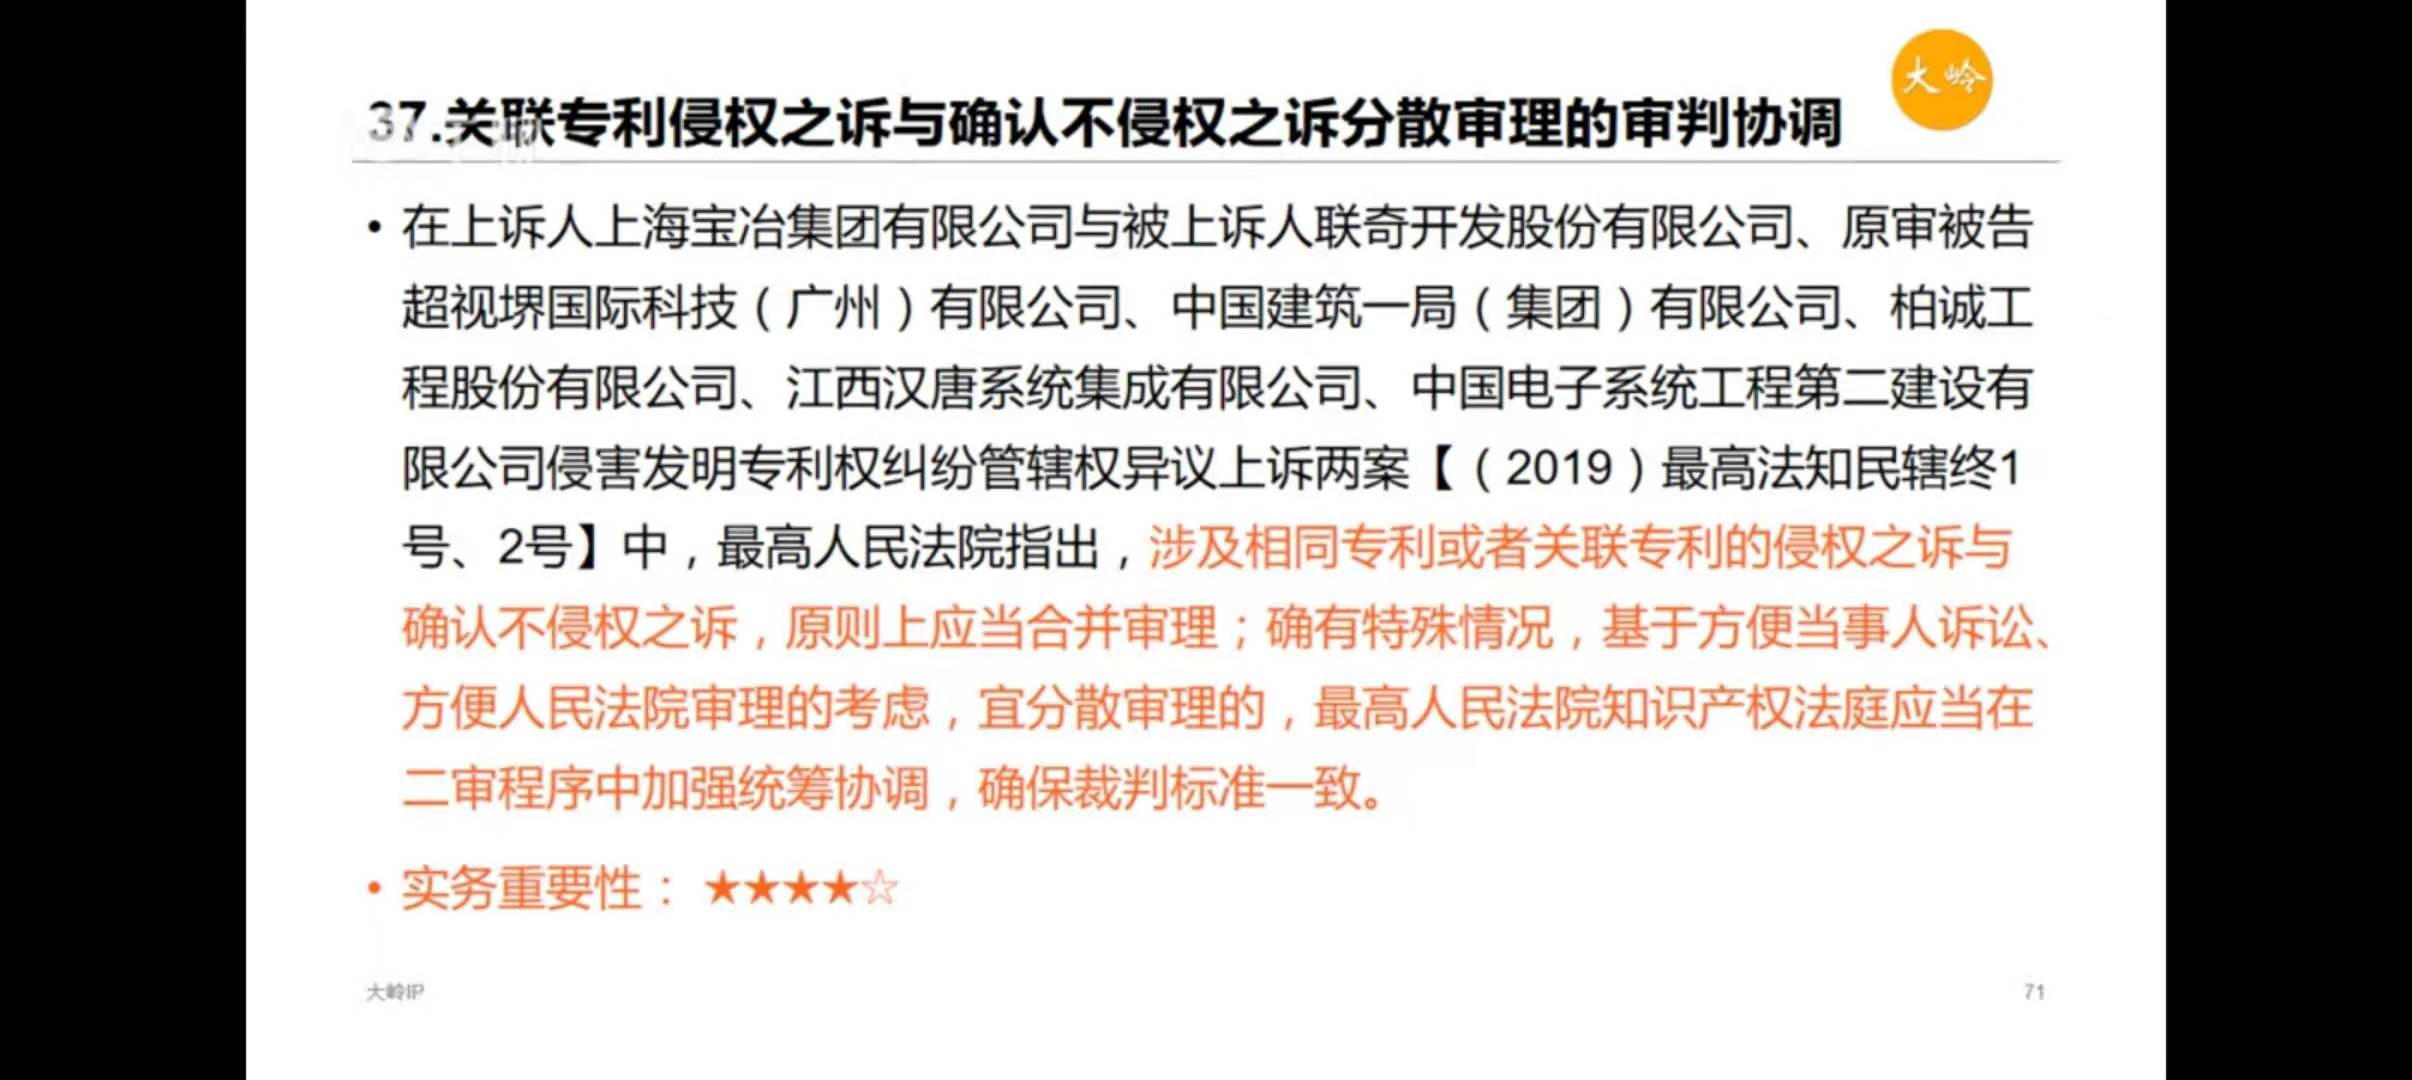 大岭
37.关联专利侵权之诉与确认不侵权之诉分散审理的审判协调
• 在上诉人上海宝冶集团有限公司与被上诉人联奇开发股份有限公司、原审被告
超视堺国际科技（广州）有限公司、中国建筑一局（集团）有限公司、柏诚工
程股份有限公司、江西汉唐系统集成有限公司、中国电子系统工程第二建设有
限公司侵害发明专利权纠纷管辖权异议上诉两案【（2019）最高法知民辖终1
号、2号】中，最高人民法院指出，涉及相同专利或者关联专利的侵权之诉与
确认不侵权之诉，原则上应当合并审理；确有特殊情况，基于方便当事人诉讼、
方便人民法院审理的考虑，宜分散审理的，最高人民法院知识产权法庭应当在
二审程序中加强统筹协调，确保裁判标准一致。
• 实务重要性： ★★★★☆
大岭IP
71